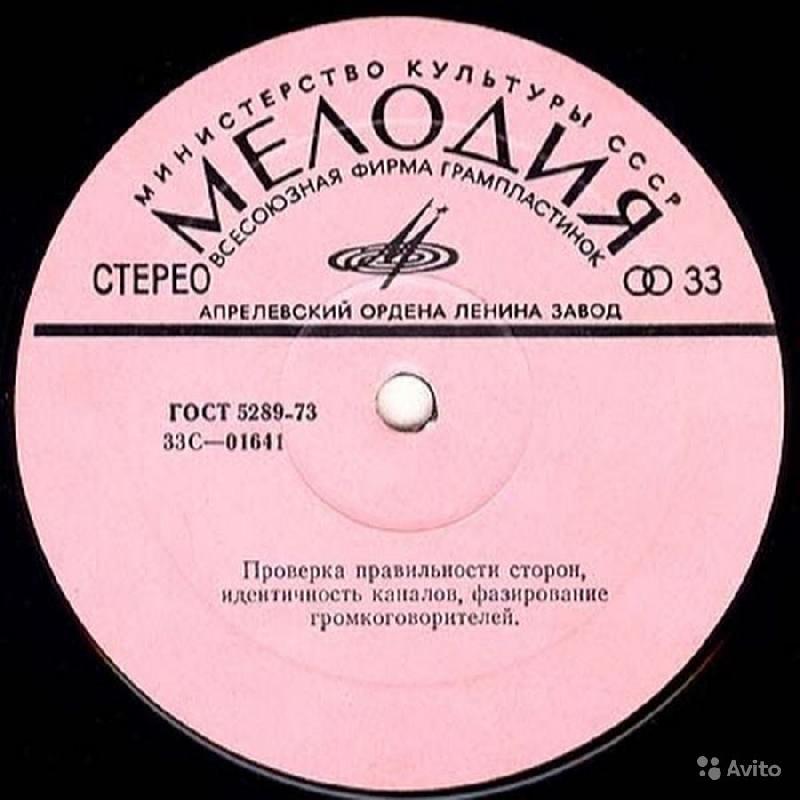 МИНИСТЕРСТВО КУЛЬТУРЫ СССР
МЕЛОДИЯ
ВСЕСОЮЗНАЯ ФИРМА ГРАМПЛАСТИНОК
СТЕРЕО
33
АПРЕЛЕВСКИЙ ОРДЕНА ЛЕНИНА ЗАВОД
ГОСТ 5289-73
33С—01641
Проверка правильности сторон,
идентичность каналов, фазирование
громкоговорителей.
Avito